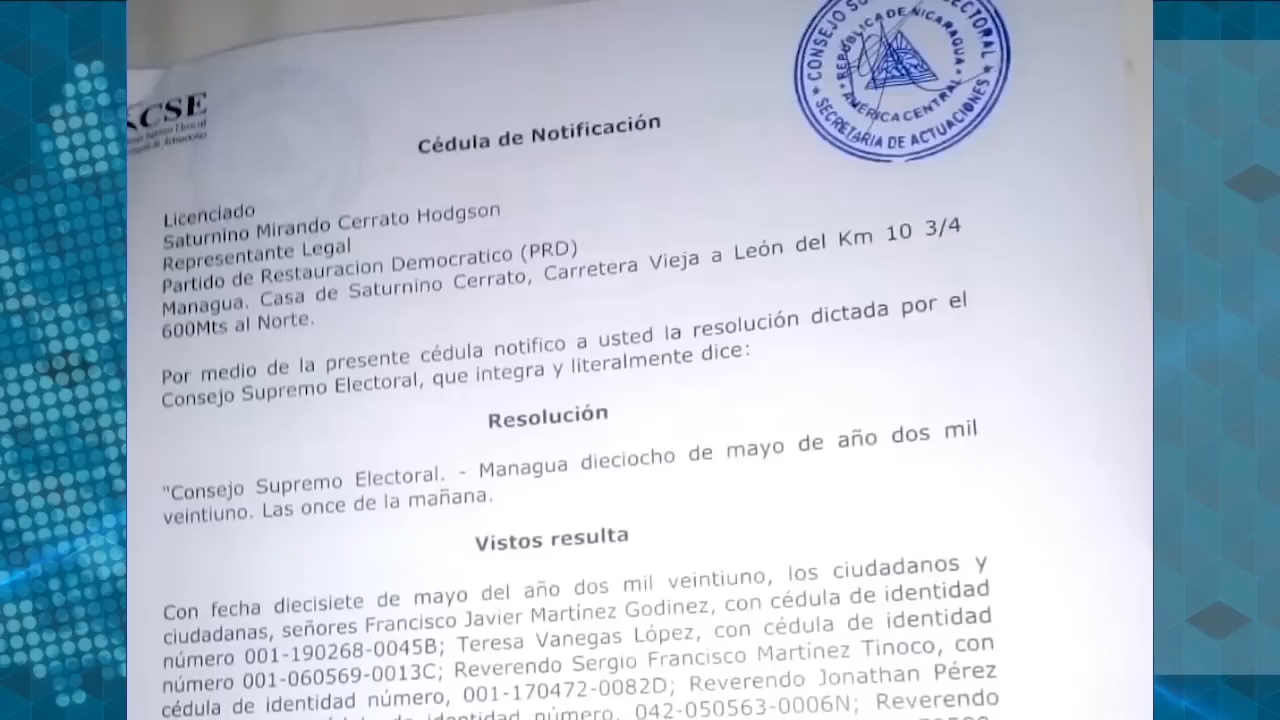 CSE
CONSEJO SU ECTORAL
REPÚBLICA DE NICARAGUA
AMÉRICA CENTRAL
SECRETARIA DE ACTUACIONES
Cédula de Notificación
Licenciado
Saturnino Mirando Cerrato Hodgson
Representante Legal
Partido de Restauracion Democratico (PRD)
Managua. Casa de Saturnino Cerrato, Carretera Vieja a León del Km 10 3/4
600Mts al Norte.
Por medio de la presente cédula notifico a usted la resolución dictada por el
Consejo Supremo Electoral, que integra y literalmente dice:
Resolución
"Consejo Supremo Electoral. - Managua dieciocho de mayo de año dos mil
veintiuno. Las once de la mañana.
Vistos resulta
Con fecha diecisiete de mayo del año dos mil veintiuno, los ciudadanos y
ciudadanas, señores Francisco Javier Martínez Godinez, con cédula de identidad
número 001-190268-0045B; Teresa Vanegas López, con cédula de identidad
número 001-060569-0013C; Reverendo Sergio Francisco Martinez Tinoco, con
cédula de identidad número, 001-170472-0082D; Reverendo Jonathan Pérez
de identidad número, 042-050563-0006N; Reverendo